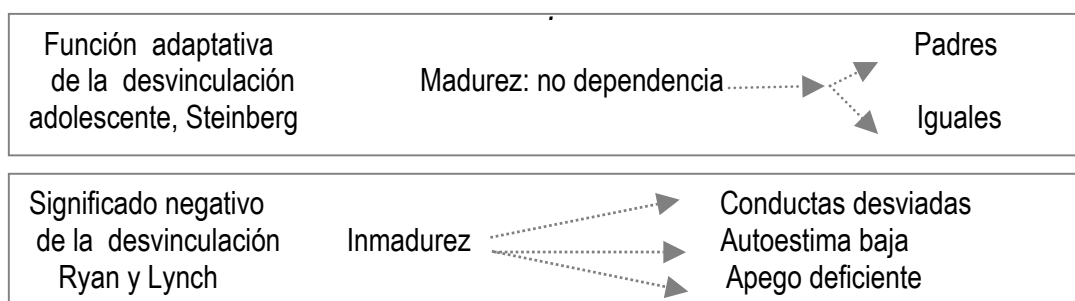 Función adaptativa
de la desvinculación
adolescente, Steinberg
Madurez: no dependencia
Padres
Iguales
Significado negativo
de la desvinculación
Ryan y Lynch
Inmadurez
Conductas desviadas
Autoestima baja
Apego deficiente